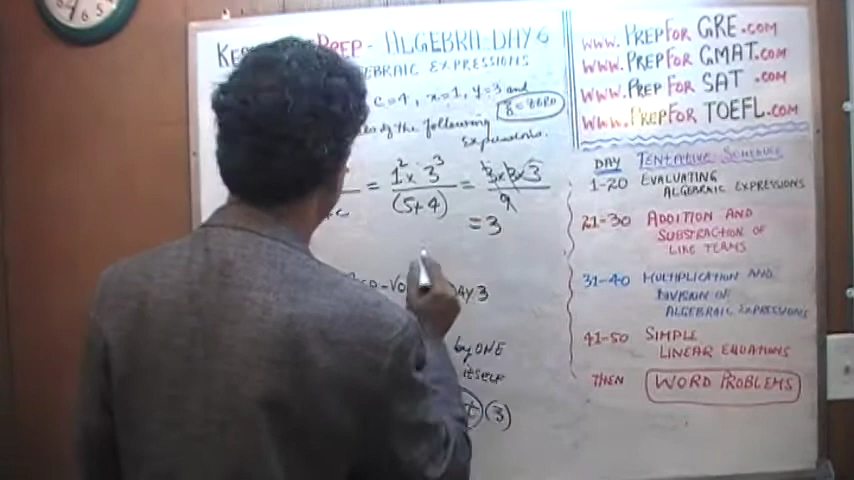 PREP - ALGEBRA DAY 6
EBRAIC EXPRESSIONS
c=4, x=1, y=3 and
z = ZERO
of the following
Expressions.
= 1² x 3³ / (5+4) = 3x3x3 / 9
= 3
DAY 3
by ONE
itself
(3)
www.PREPFOR GRE.COM
www.PREPFOR GMAT.COM
www.PREPFOR SAT.COM
www.PREPFOR TOEFL.COM
DAY TENTATIVE SCHEDULE
1-20 EVALUATING
ALGEBRAIC EXPRESSIONS
21-30 ADDITION AND
SUBSTRACTION OF
LIKE TERMS
31-40 MULTIPLICATION AND
DIVISION OF
ALGEBRAIC EXPRESSIONS
41-50 SIMPLE
LINEAR EQUATIONS
THEN WORD PROBLEMS